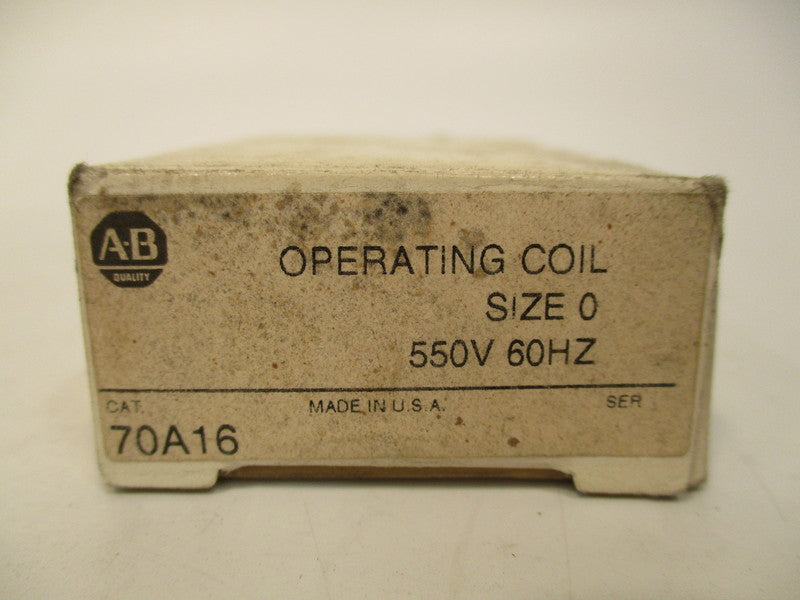 A-B
QUALITY
OPERATING COIL
SIZE 0
550V 60HZ
CAT. MADE IN U.S.A. SER
70A16